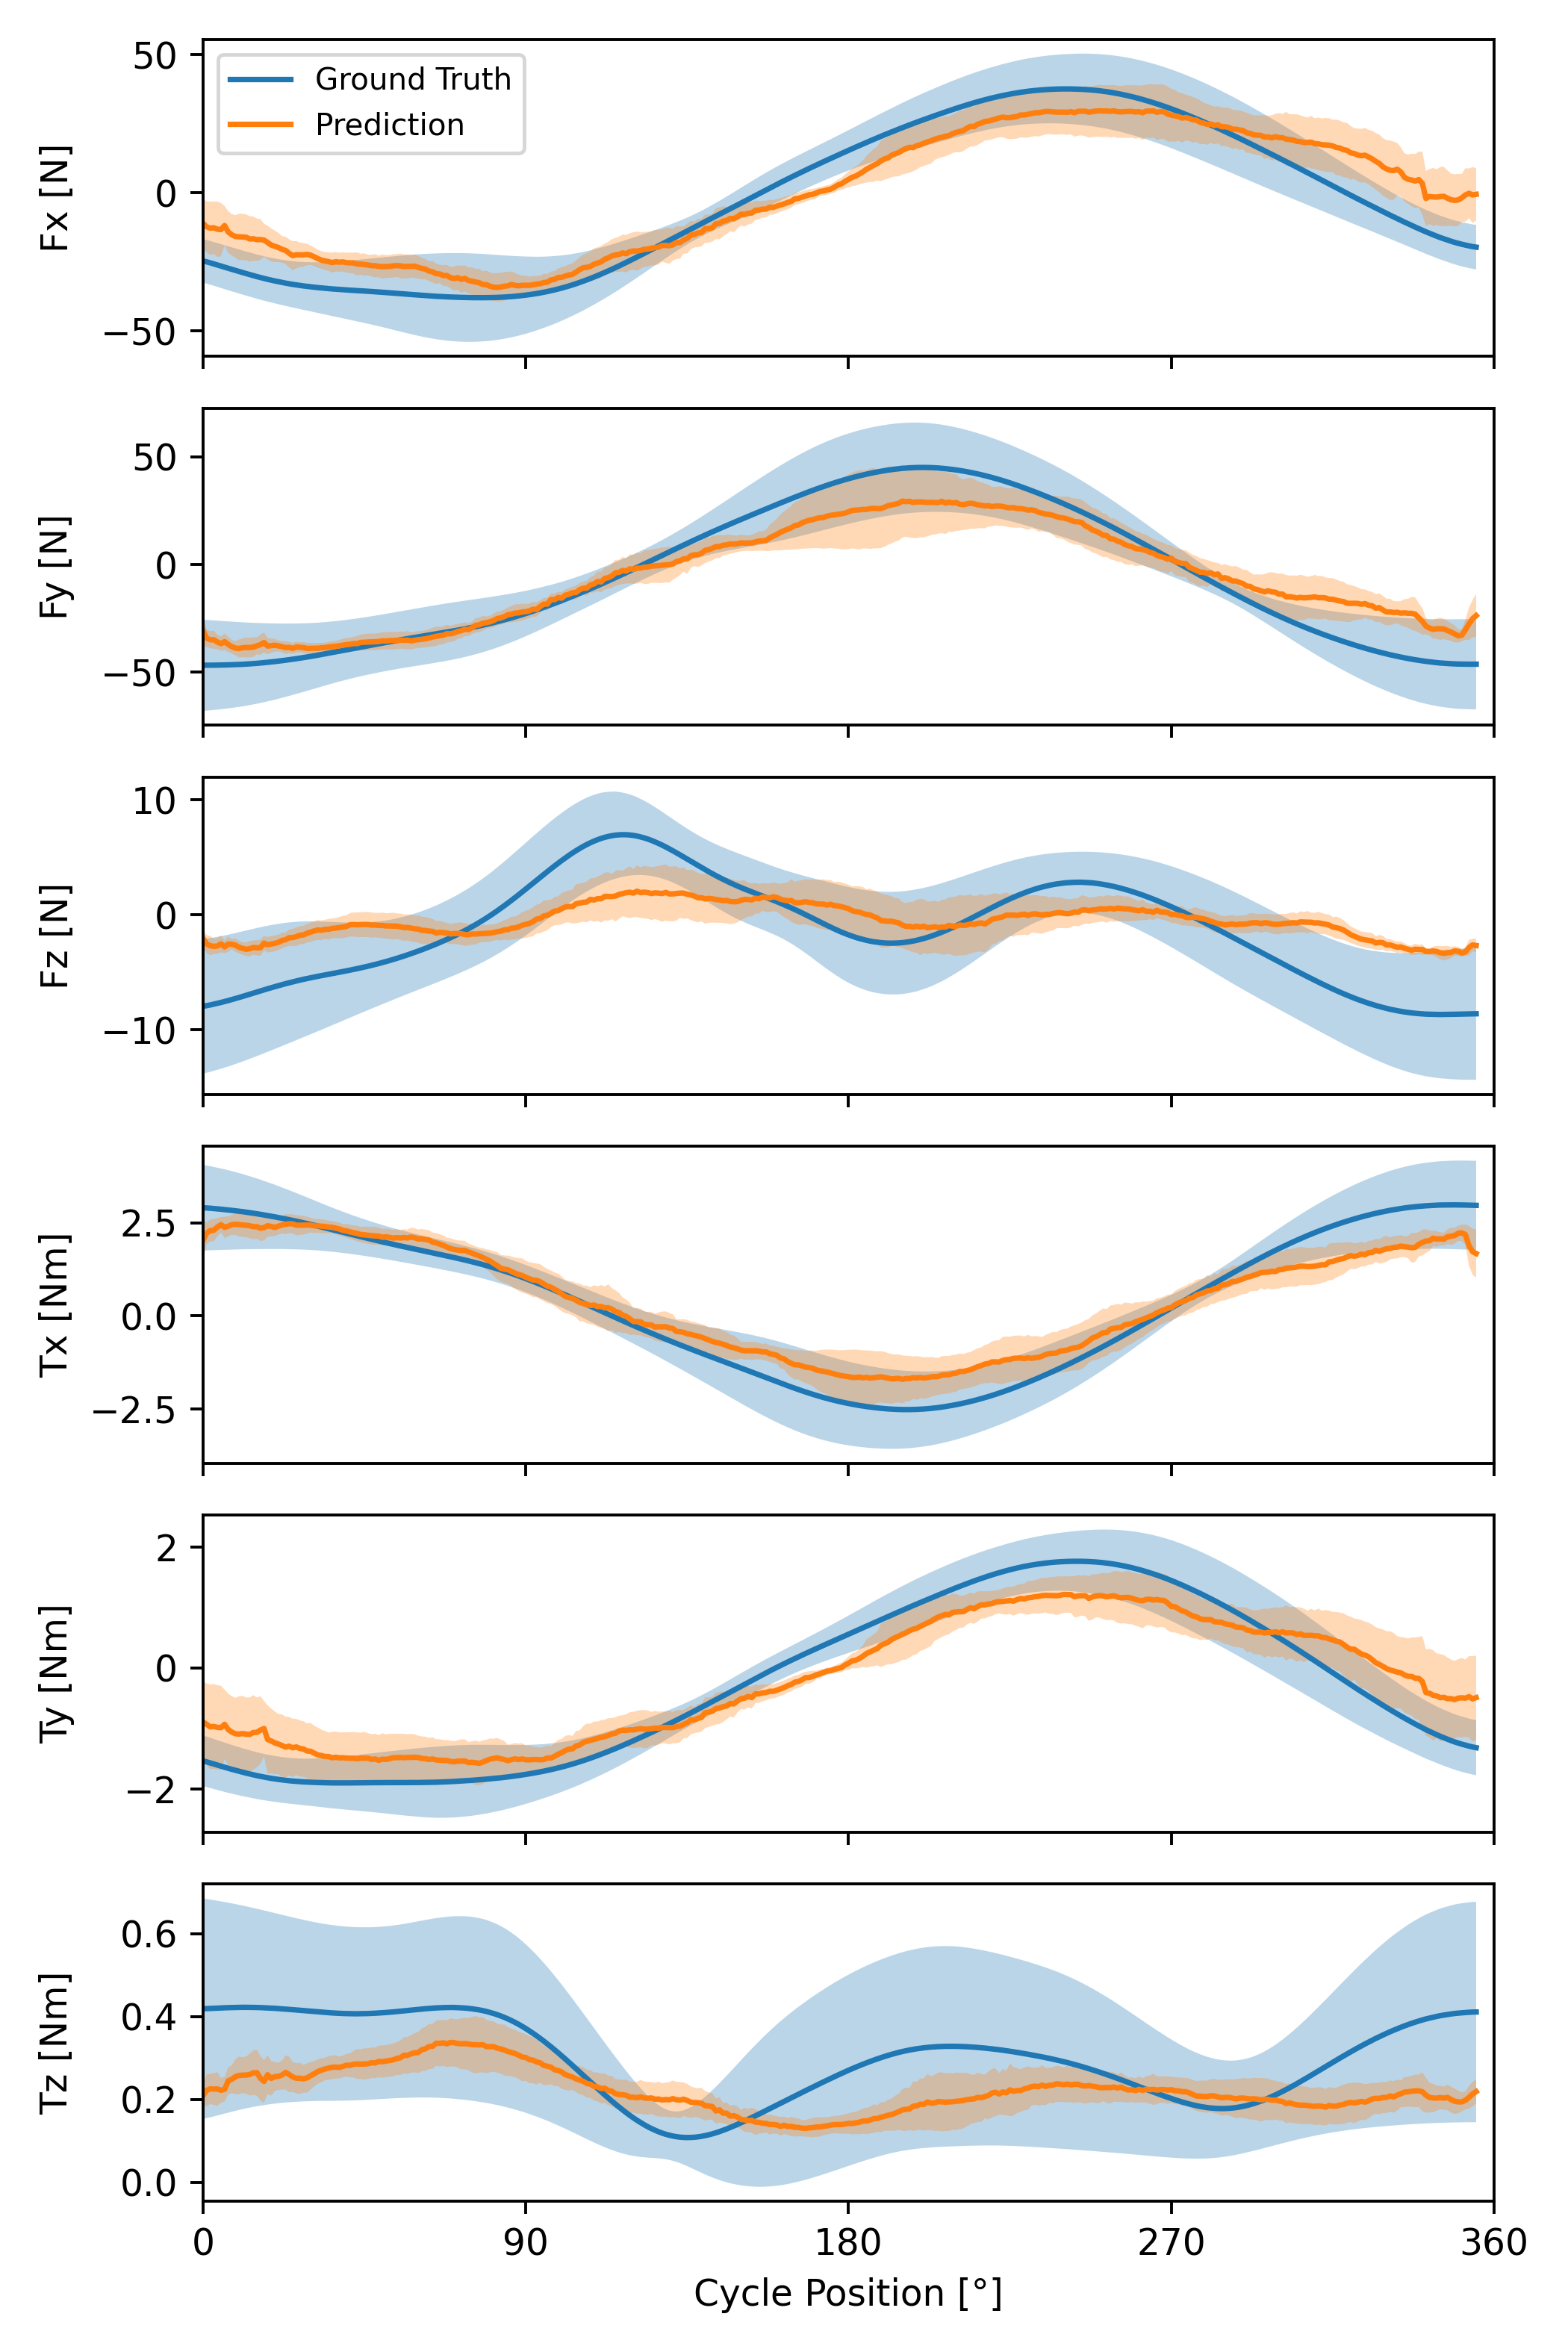 Fx [N]
50
0
−50
Ground Truth
Prediction
Fy [N]
50
0
−50
Fz [N]
10
0
−10
Tx [Nm]
2.5
0.0
−2.5
Ty [Nm]
2
0
−2
Tz [Nm]
0.6
0.4
0.2
0.0
0 90 180 270 360
Cycle Position [°]